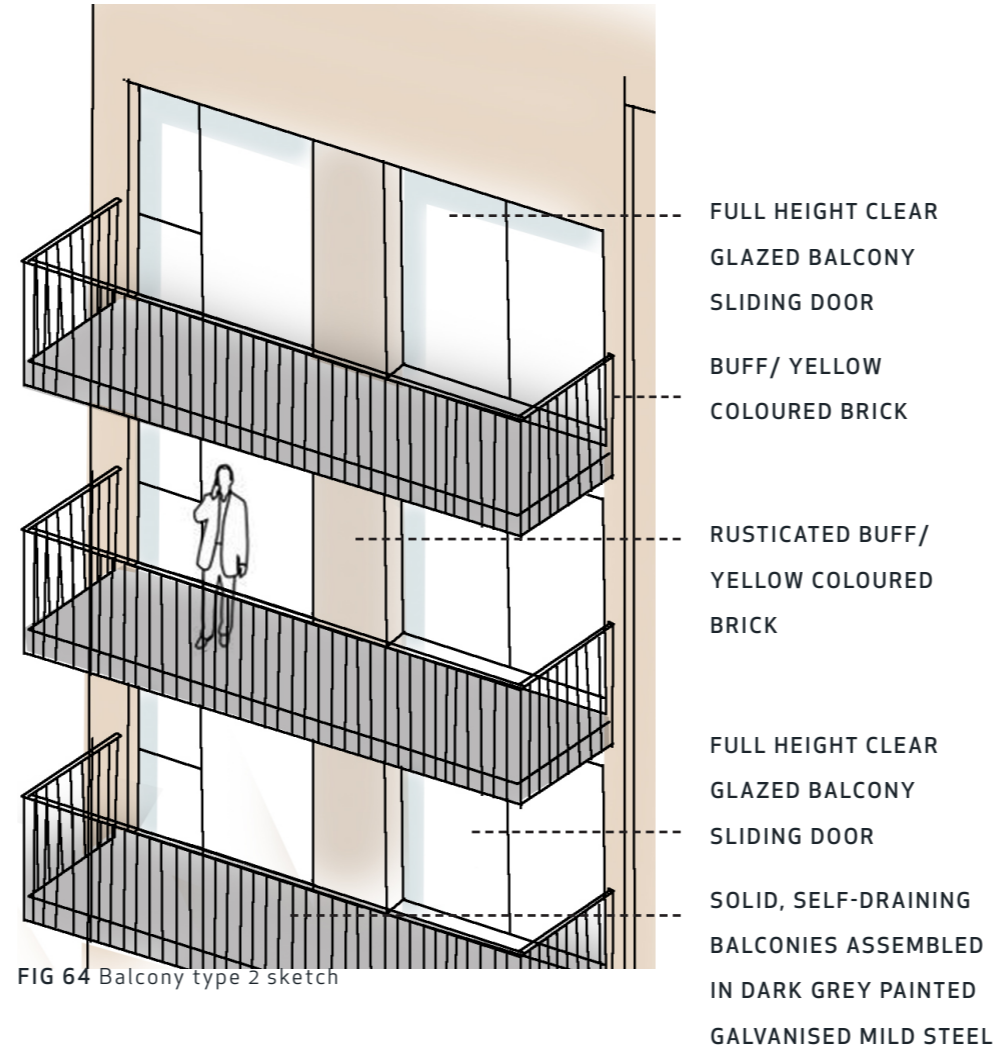 FULL HEIGHT CLEAR
GLAZED BALCONY
SLIDING DOOR
BUFF/ YELLOW
COLOURED BRICK
RUSTICATED BUFF/
YELLOW COLOURED
BRICK
FULL HEIGHT CLEAR
GLAZED BALCONY
SLIDING DOOR
SOLID, SELF-DRAINING
BALCONIES ASSEMBLED
IN DARK GREY PAINTED
GALVANISED MILD STEEL
FIG 64 Balcony type 2 sketch